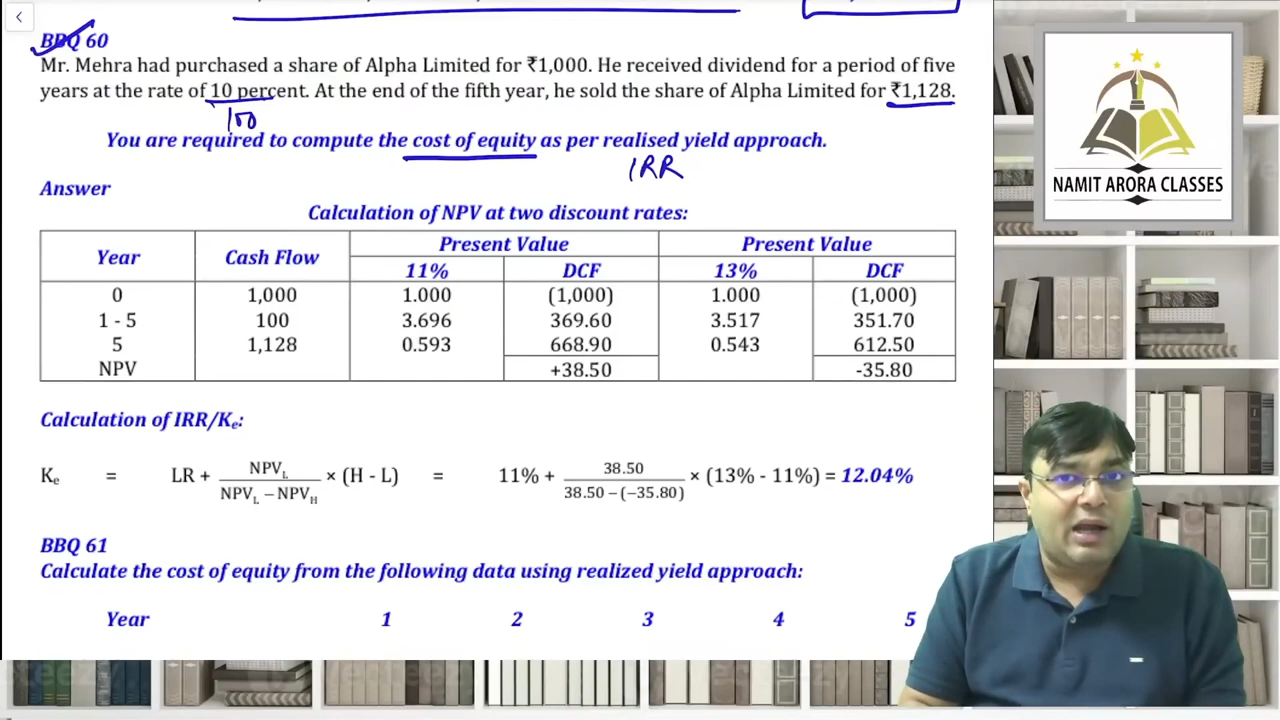 BBQ 60
Mr. Mehra had purchased a share of Alpha Limited for ₹1,000. He received dividend for a period of five
years at the rate of 10 percent. At the end of the fifth year, he sold the share of Alpha Limited for ₹1,128.
100
You are required to compute the cost of equity as per realised yield approach.
IRR
Answer
Calculation of NPV at two discount rates:
Year Cash Flow Present Value Present Value
11% DCF 13% DCF
0 1,000 1.000 (1,000) 1.000 (1,000)
1 - 5 100 3.696 369.60 3.517 351.70
5 1,128 0.593 668.90 0.543 612.50
NPV +38.50 -35.80
Calculation of IRR/Ke:
Ke = LR + NPVL / NPVL – NPVH × (H - L) = 11% + 38.50 / 38.50 – (–35.80) × (13% - 11%) = 12.04%
BBQ 61
Calculate the cost of equity from the following data using realized yield approach:
Year 1 2 3 4 5
NAMIT ARORA CLASSES